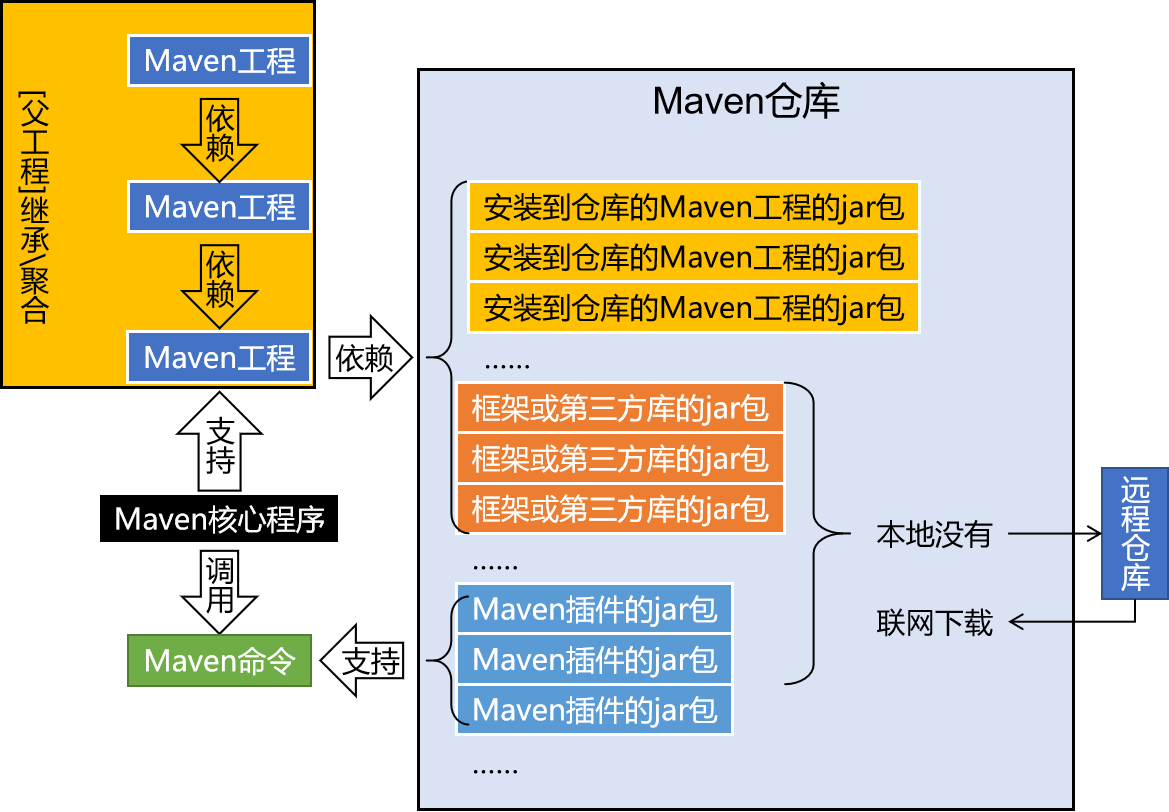 [父工程]继承/聚合
Maven工程
依赖
Maven工程
依赖
Maven工程
支持
Maven核心程序
调用
Maven命令
依赖
支持
Maven仓库
安装到仓库的Maven工程的jar包
安装到仓库的Maven工程的jar包
安装到仓库的Maven工程的jar包
......
框架或第三方库的jar包
框架或第三方库的jar包
框架或第三方库的jar包
......
Maven插件的jar包
Maven插件的jar包
Maven插件的jar包
......
本地没有
联网下载
远程仓库